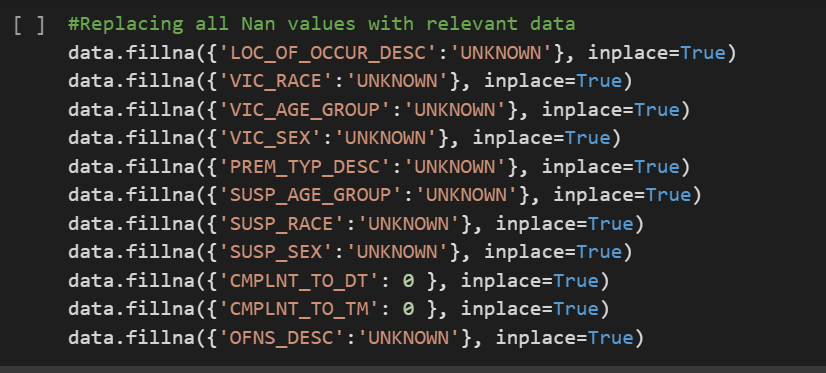 [ ] #Replacing all Nan values with relevant data
data.fillna({'LOC_OF_OCCUR_DESC':'UNKNOWN'}, inplace=True)
data.fillna({'VIC_RACE':'UNKNOWN'}, inplace=True)
data.fillna({'VIC_AGE_GROUP':'UNKNOWN'}, inplace=True)
data.fillna({'VIC_SEX':'UNKNOWN'}, inplace=True)
data.fillna({'PREM_TYP_DESC':'UNKNOWN'}, inplace=True)
data.fillna({'SUSP_AGE_GROUP':'UNKNOWN'}, inplace=True)
data.fillna({'SUSP_RACE':'UNKNOWN'}, inplace=True)
data.fillna({'SUSP_SEX':'UNKNOWN'}, inplace=True)
data.fillna({'CMPLNT_TO_DT': 0 }, inplace=True)
data.fillna({'CMPLNT_TO_TM': 0 }, inplace=True)
data.fillna({'OFNS_DESC':'UNKNOWN'}, inplace=True)